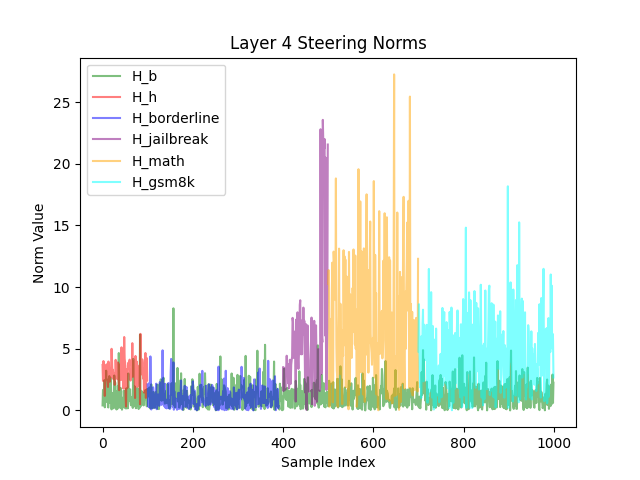 Layer 4 Steering Norms
H_b
H_h
H_borderline
H_jailbreak
H_math
H_gsm8k
Norm Value
25
20
15
10
5
0
0 200 400 600 800 1000
Sample Index